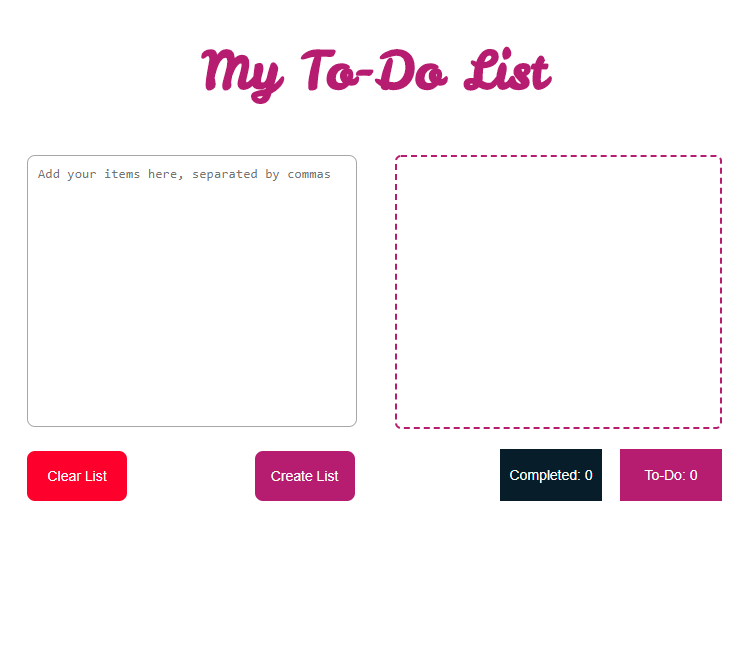 My To-Do List
Add your items here, separated by commas
Clear List
Create List
Completed: 0
To-Do: 0